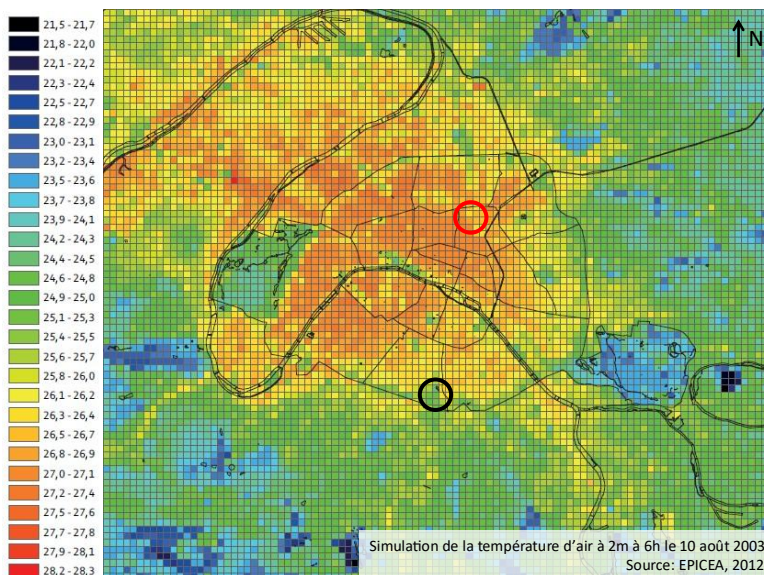 21,5 - 21,7
21,8 - 22,0
22,1 - 22,2
22,3 - 22,4
22,5 - 22,7
22,8 - 22,9
23,0 - 23,1
23,2 - 23,4
23,5 - 23,6
23,7 - 23,8
23,9 - 24,1
24,2 - 24,3
24,4 - 24,5
24,6 - 24,8
24,9 - 25,0
25,1 - 25,3
25,4 - 25,5
25,6 - 25,7
25,8 - 26,0
26,1 - 26,2
26,3 - 26,4
26,5 - 26,7
26,8 - 26,9
27,0 - 27,1
27,2 - 27,4
27,5 - 27,6
27,7 - 27,8
27,9 - 28,1
28,2 - 28,3
N
Simulation de la température d'air à 2m à 6h le 10 août 2003
Source: EPICEA, 2012